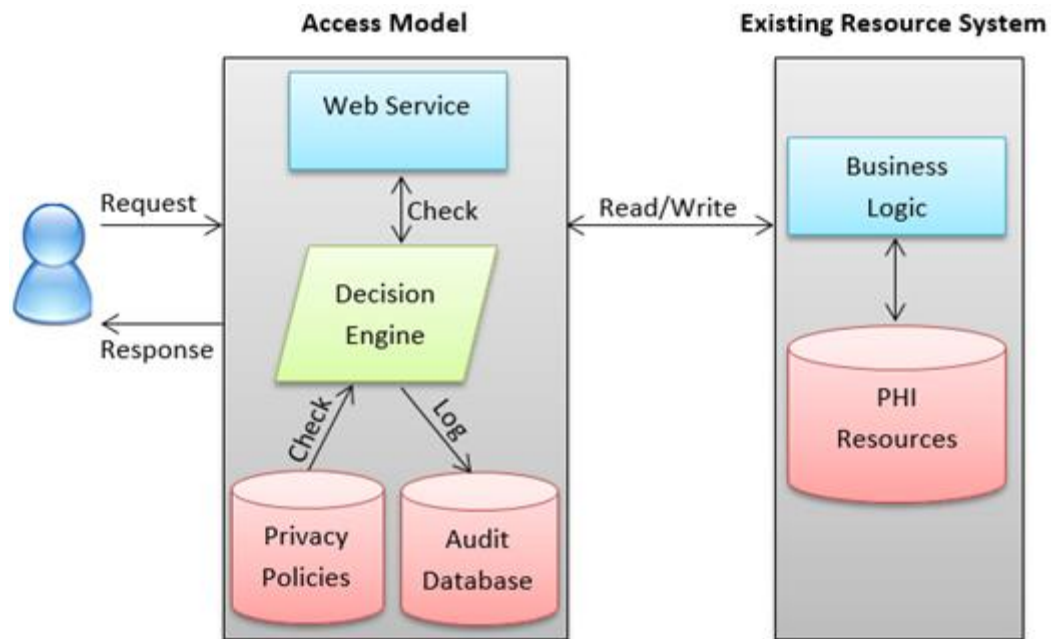 Access Model
Existing Resource System
Web Service
Check
Request
Response
Decision
Engine
Check
Log
Privacy
Policies
Audit
Database
Read/Write
Business
Logic
PHI
Resources